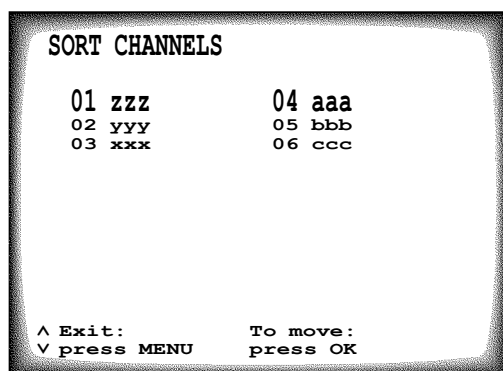 SORT CHANNELS
01 zzz
02 yyy
03 xxx
04 aaa
05 bbb
06 ccc
∧ Exit:
∨ press MENU
To move:
press OK